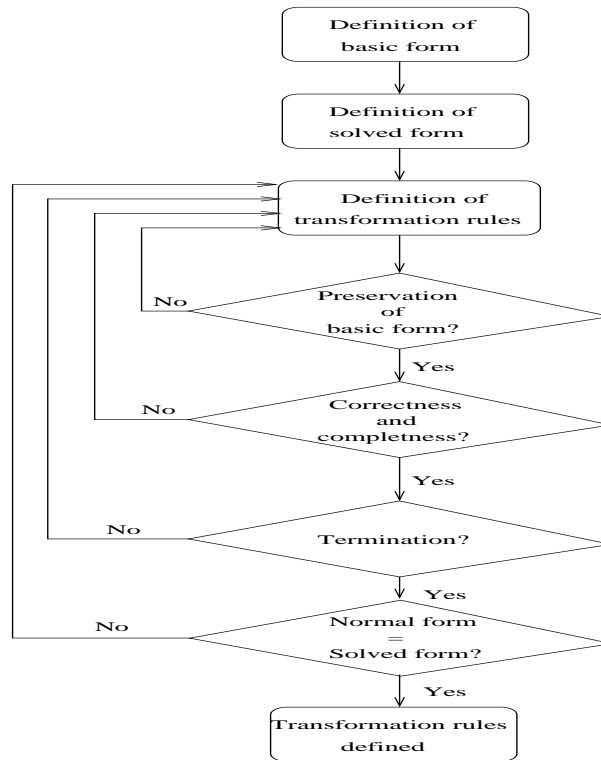 Definition of
basic form
Definition of
solved form
Definition of
transformation rules
Preservation
of
basic form?
No
Yes
Correctness
and
completness?
No
Yes
Termination?
No
Yes
Normal form
=
Solved form?
No
Yes
Transformation rules
defined